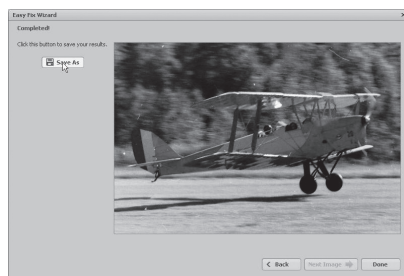 Easy Fix Wizard
Completed!
Click this button to save your results.
Save As
Back
Next Image
Done